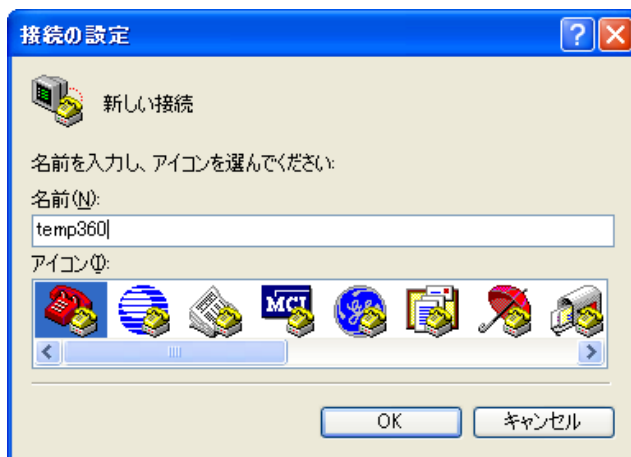 接続の設定
新しい接続
名前を入力し、アイコンを選んでください:
名前(N):
temp360
アイコン(I):
MCI
OK
キャンセル